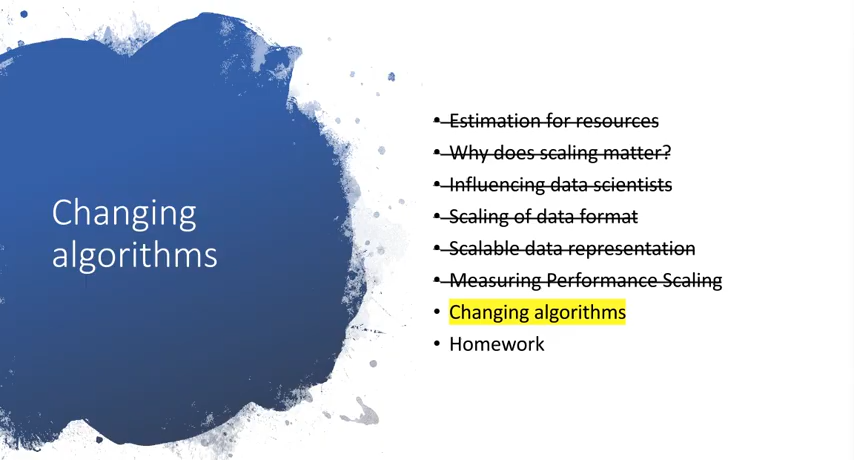 Changing
algorithms
• Estimation for resources
• Why does scaling matter?
• Influencing data scientists
• Scaling of data format
• Scalable data representation
• Measuring Performance Scaling
• Changing algorithms
• Homework